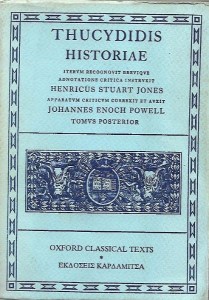 THUCYDIDIS
HISTORIAE
ITERUM RECOGNOVIT BREVIQUE
ADNOTATIONE CRITICA INSTRUXIT
HENRICUS STUART JONES
APPARATUM CRITICUM CORREXIT ET AUXIT
JOHANNES ENOCH POWELL
TOMVS POSTERIOR
OXFORD CLASSICAL TEXTS
•
ΕΚΔΟΣΕΙΣ ΚΑΡΔΑΜΙΤΣΑ